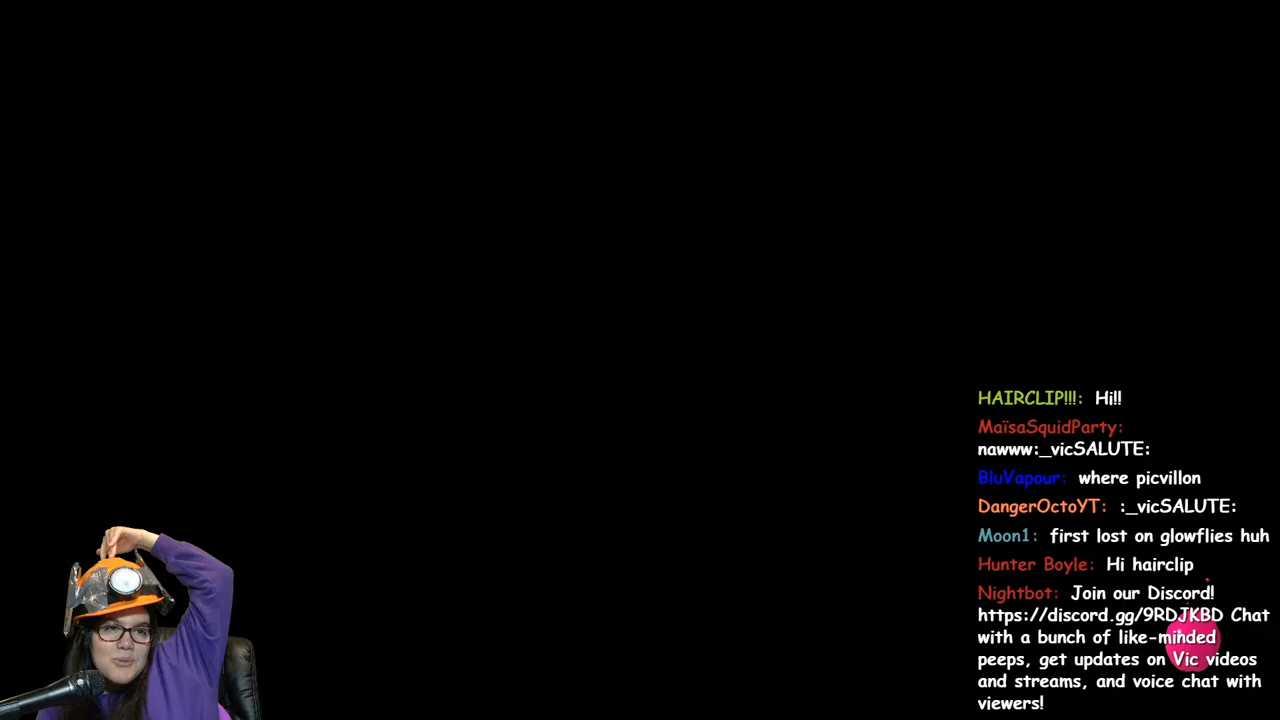 HAIRCLIP!!!: Hi!!
MaïsaSquidParty:
nawww:_vicSALUTE:
BluVapour: where picvillon
DangerOctoYT: :_vicSALUTE:
Moon1: first lost on glowflies huh
Hunter Boyle: Hi hairclip
Nightbot: Join our Discord!
https://discord.gg/9RDJKBD Chat
with a bunch of like-minded
peeps, get updates on Vic videos
and streams, and voice chat with
viewers!